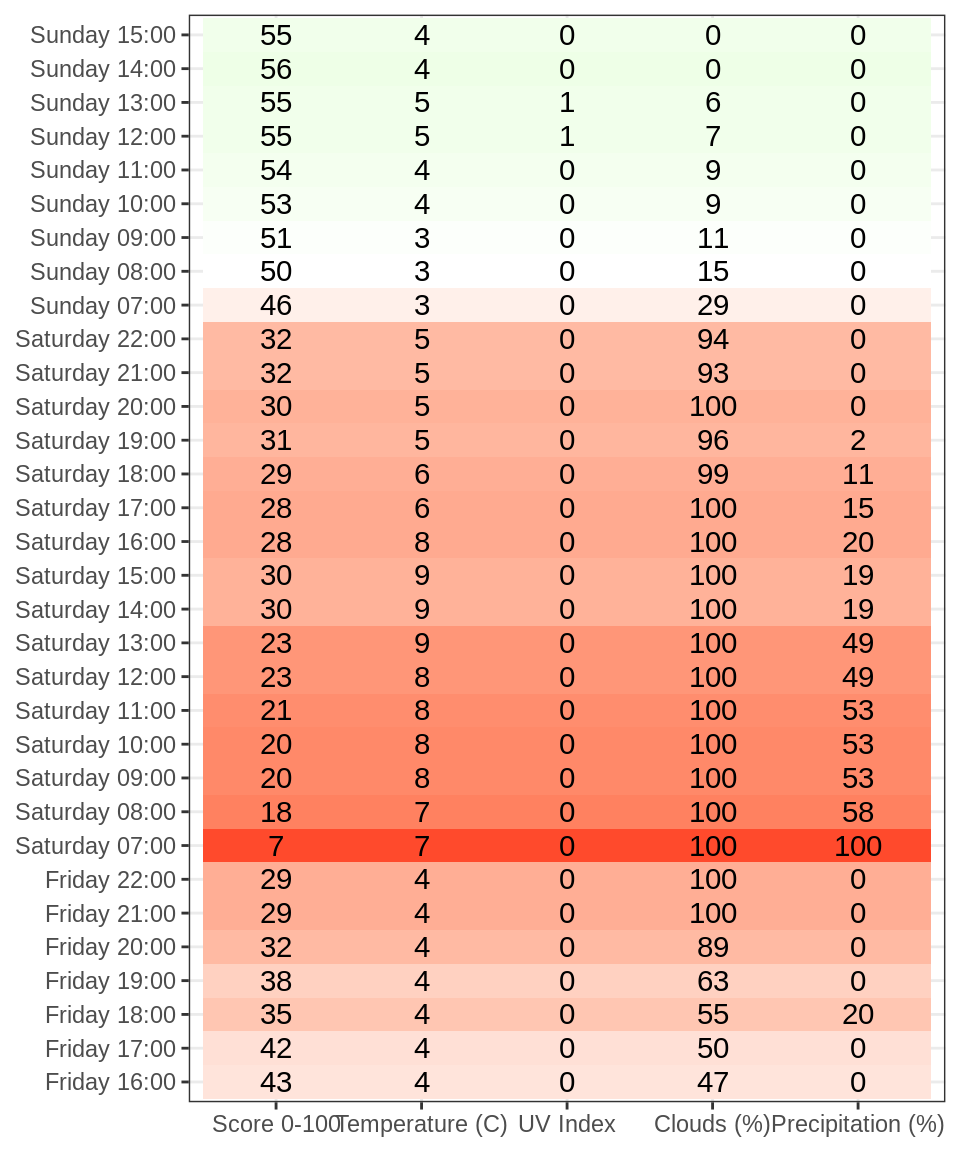 Sunday 15:00 55 4 0 0 0
Sunday 14:00 56 4 0 0 0
Sunday 13:00 55 5 1 6 0
Sunday 12:00 55 5 1 7 0
Sunday 11:00 54 4 0 9 0
Sunday 10:00 53 4 0 9 0
Sunday 09:00 51 3 0 11 0
Sunday 08:00 50 3 0 15 0
Sunday 07:00 46 3 0 29 0
Saturday 22:00 32 5 0 94 0
Saturday 21:00 32 5 0 93 0
Saturday 20:00 30 5 0 100 0
Saturday 19:00 31 5 0 96 2
Saturday 18:00 29 6 0 99 11
Saturday 17:00 28 6 0 100 15
Saturday 16:00 28 8 0 100 20
Saturday 15:00 30 9 0 100 19
Saturday 14:00 30 9 0 100 19
Saturday 13:00 23 9 0 100 49
Saturday 12:00 23 8 0 100 49
Saturday 11:00 21 8 0 100 53
Saturday 10:00 20 8 0 100 53
Saturday 09:00 20 8 0 100 53
Saturday 08:00 18 7 0 100 58
Saturday 07:00 7 7 0 100 100
Friday 22:00 29 4 0 100 0
Friday 21:00 29 4 0 100 0
Friday 20:00 32 4 0 89 0
Friday 19:00 38 4 0 63 0
Friday 18:00 35 4 0 55 20
Friday 17:00 42 4 0 50 0
Friday 16:00 43 4 0 47 0
Score 0-100 Temperature (C) UV Index Clouds (%) Precipitation (%)